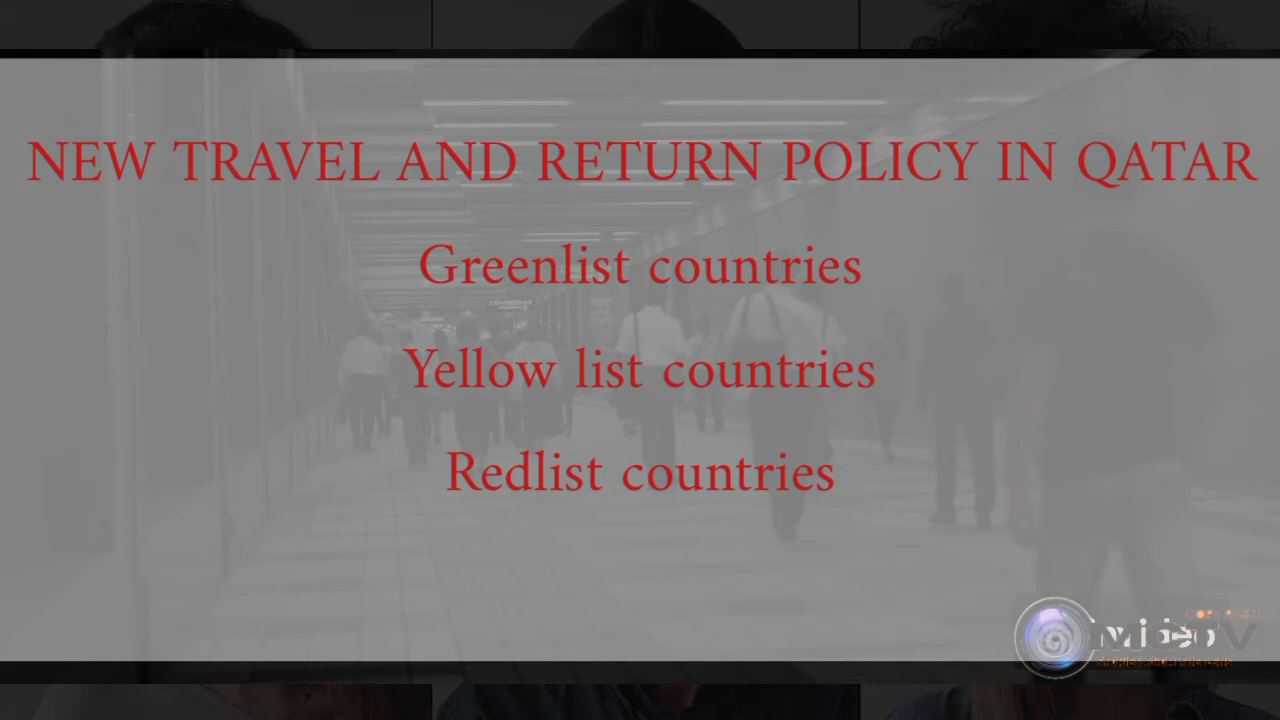 NEW TRAVEL AND RETURN POLICY IN QATAR
Greenlist countries
Yellow list countries
Redlist countries